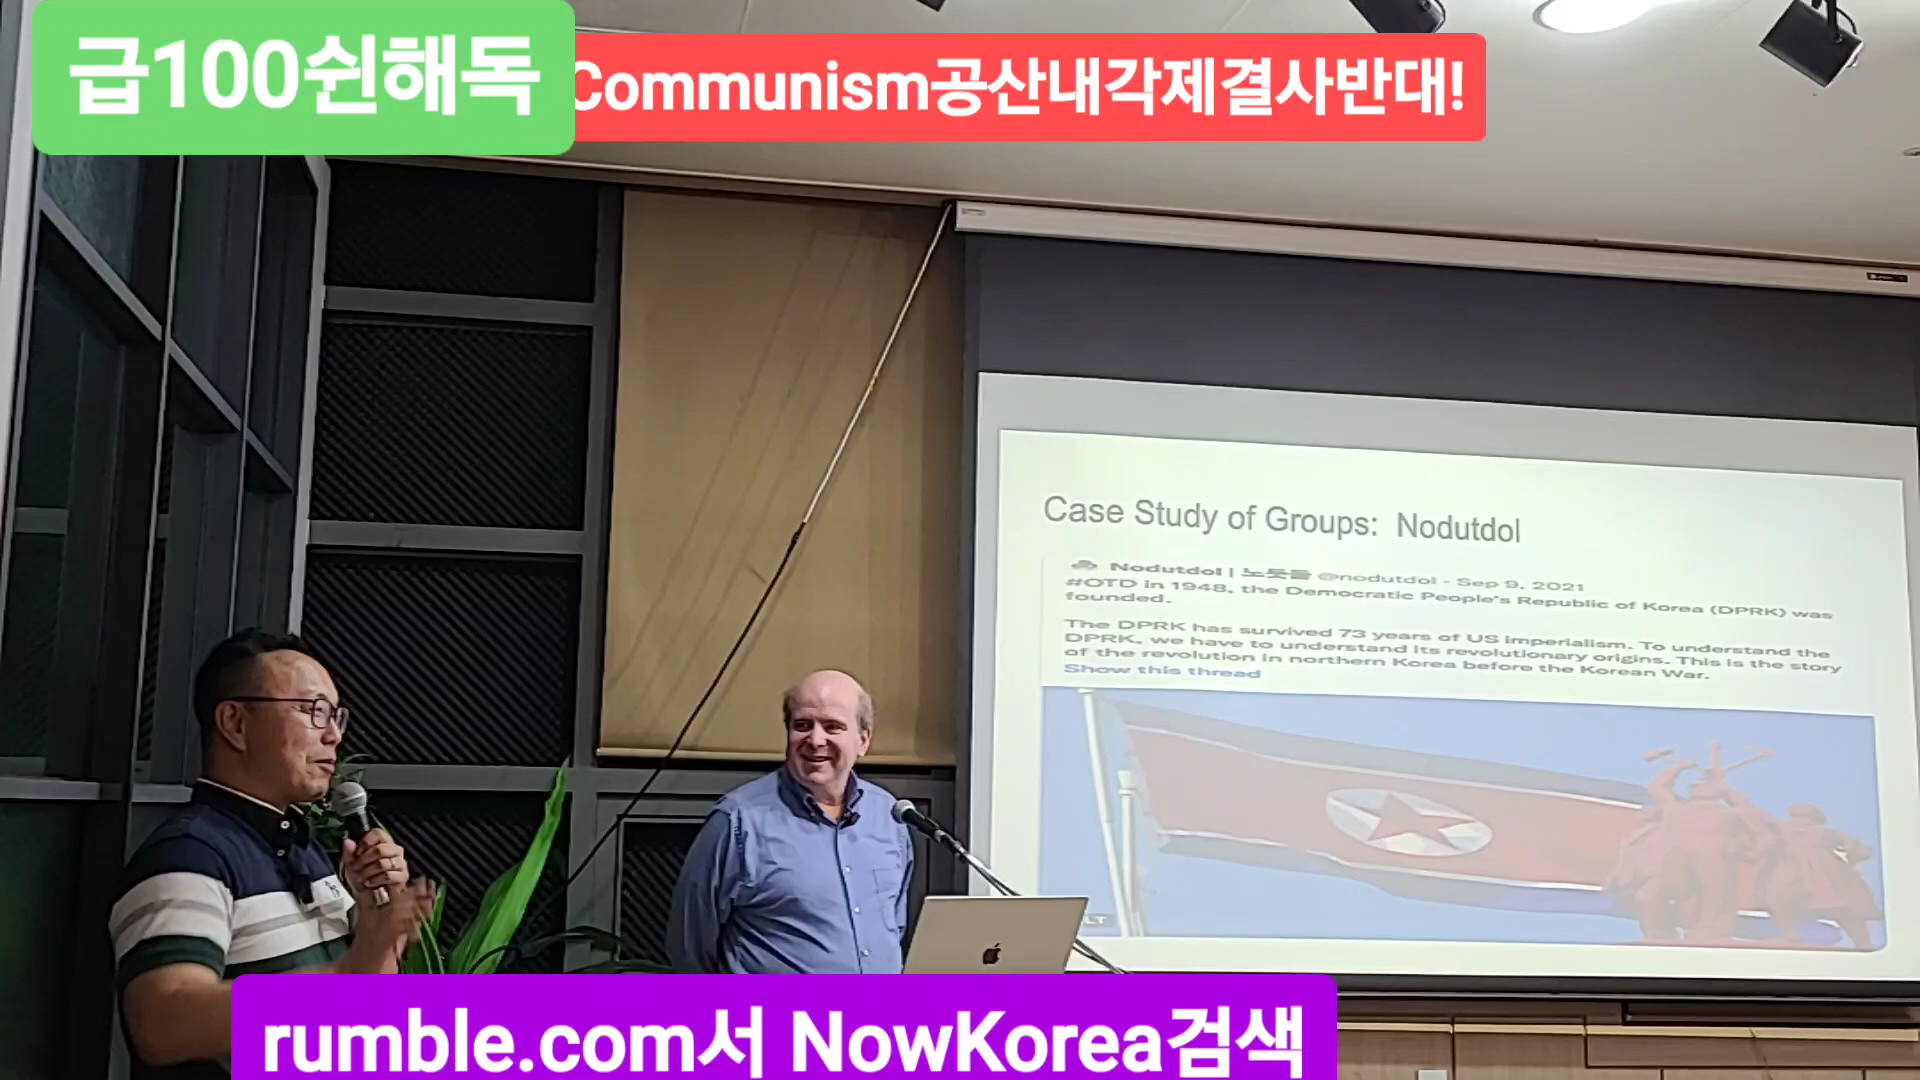 급100쉰해독
Communism공산내각제결사반대!
Case Study of Groups: Nodutdol
Nodutdol | 노둣돌 @nodutdol - Sep 9, 2021
#OTD in 1948, the Democratic People's Republic of Korea (DPRK) was
founded.
The DPRK has survived 73 years of US imperialism. To understand the
DPRK, we have to understand its revolutionary origins. This is the story
of the revolution in northern Korea before the Korean War.
Show this thread
rumble.com서 NowKorea검색